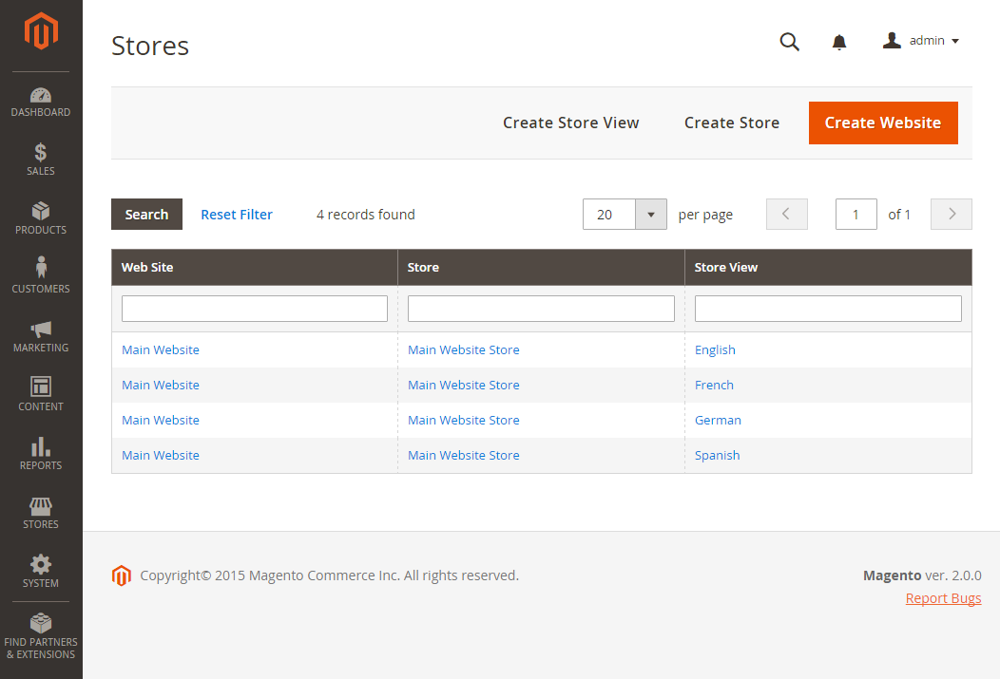 Stores
admin
DASHBOARD
SALES
PRODUCTS
CUSTOMERS
MARKETING
CONTENT
REPORTS
STORES
SYSTEM
FIND PARTNERS
& EXTENSIONS
Create Store View Create Store Create Website
Search Reset Filter 4 records found 20 per page 1 of 1
Web Site Store Store View
Main Website Main Website Store English
Main Website Main Website Store French
Main Website Main Website Store German
Main Website Main Website Store Spanish
Copyright© 2015 Magento Commerce Inc. All rights reserved. Magento ver. 2.0.0
Report Bugs